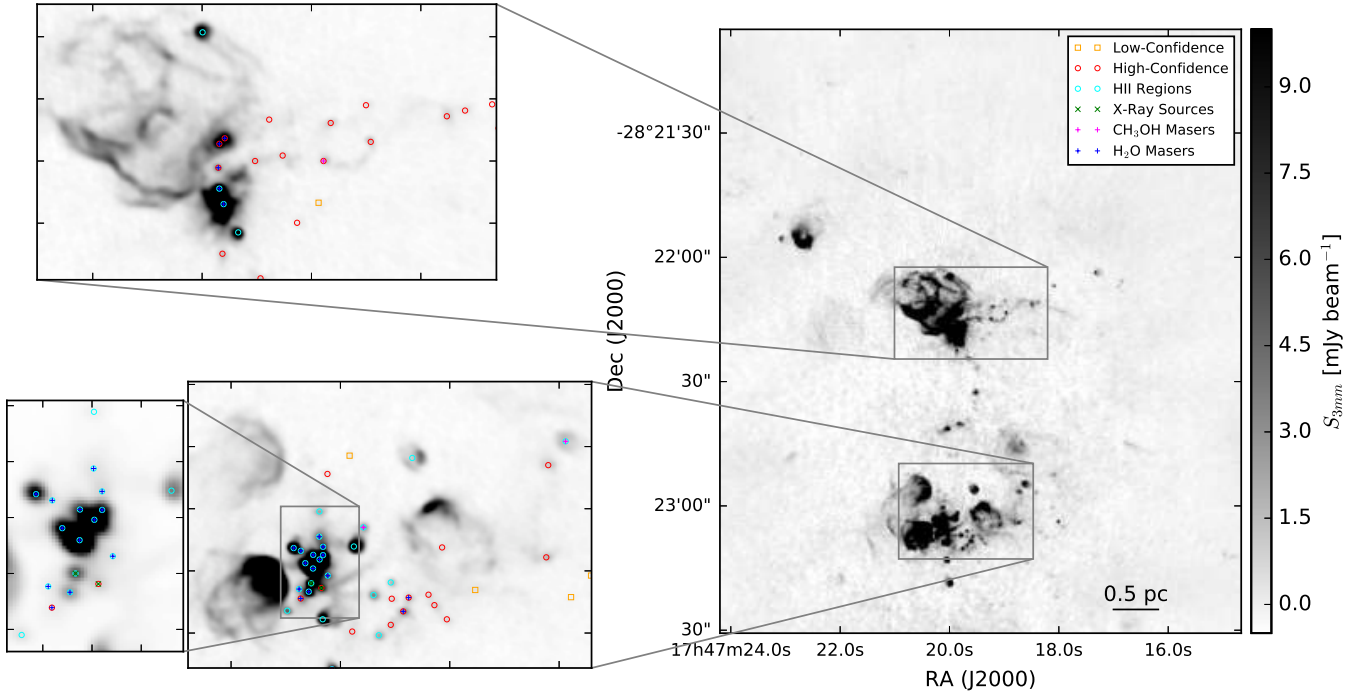 Low-Confidence
High-Confidence
HII Regions
X-Ray Sources
CH₃OH Masers
H₂O Masers
-28°21'30"
22'00"
30"
23'00"
30"
Dec (J2000)
17h47m24.0s 22.0s 20.0s 18.0s 16.0s
RA (J2000)
0.5 pc
9.0
7.5
6.0
4.5
3.0
1.5
0.0
S₃mm [mJy beam⁻¹]